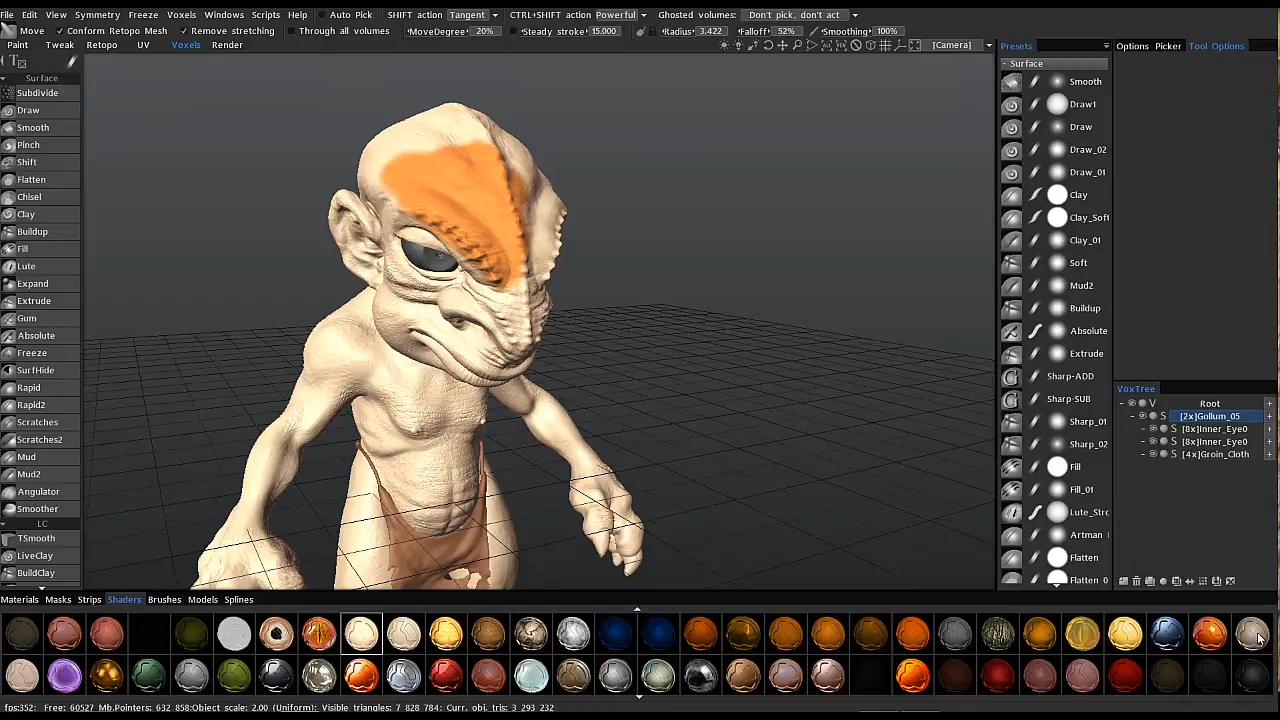 File Edit View Symmetry Freeze Voxels Windows Scripts Help Auto Pick SHIFT action Tangent CTRL+SHIFT action Powerful Ghosted volumes: Don't pick, don't act
Move Conform Retopo Mesh Remove stretching Through all volumes MoveDegree 20% Steady stroke 15.000 Radius 3.422 Falloff 52% Smoothing 100%
Paint Tweak Retopo UV Voxels Render [Camera] Presets Options Picker Tool Options
Surface
Subdivide
Draw
Smooth
Pinch
Shift
Flatten
Chisel
Clay
Buildup
Fill
Lute
Expand
Extrude
Gum
Absolute
Freeze
SurfHide
Rapid
Rapid2
Scratches
Scratches2
Mud
Mud2
Angulator
Smoother
LC
TSmooth
LiveClay
BuildClay
- Surface
Smooth
Draw1
Draw
Draw_02
Draw_01
Clay
Clay_Soft
Clay_01
Soft
Mud2
Buildup
Absolute
Extrude
Sharp-ADD
Sharp-SUB
Sharp_01
Sharp_02
Fill
Fill_01
Lute_Stro
Artman
Flatten
Flatten_0
VoxTree
V Root +
S [2x]Gollum_05 +
S [8x]Inner_Eye0
S [8x]Inner_Eye0
S [4x]Groin_Cloth
Materials Masks Strips Shaders Brushes Models Splines
fps:352; Free: 60527 Mb,Pointers: 632 858;Object scale: 2.00 (Uniform); Visible triangles: 7 828 784; Curr. obj. tris: 3 293 232